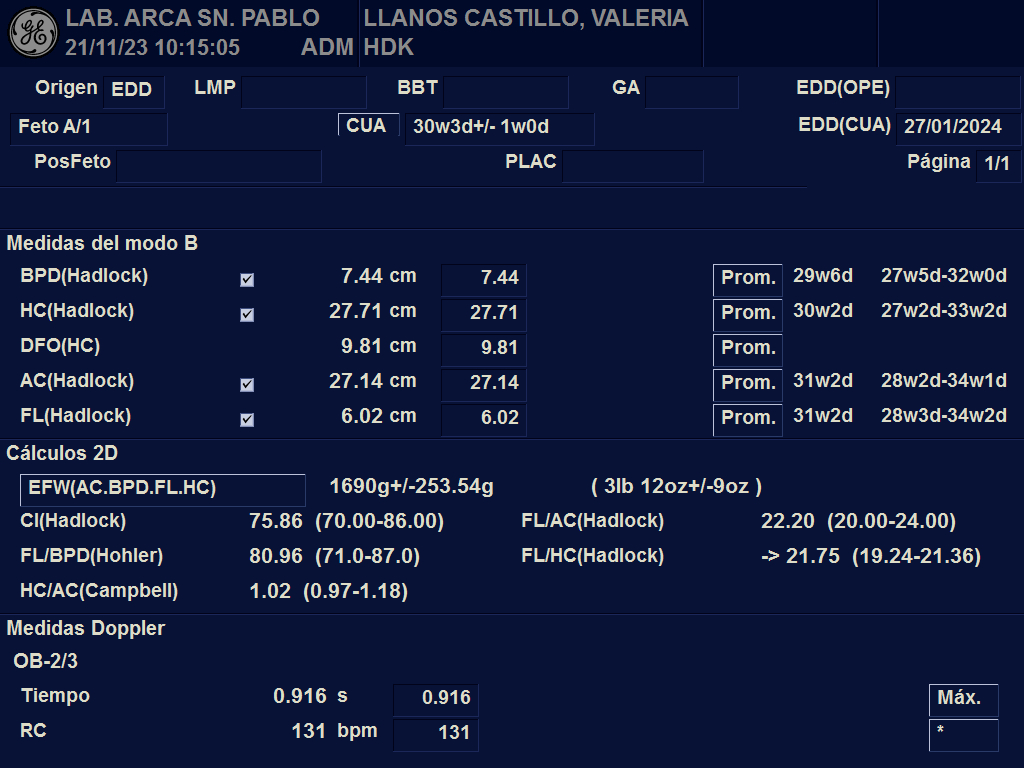 LAB. ARCA SN. PABLO LLANOS CASTILLO, VALERIA
21/11/23 10:15:05 ADM HDK
Origen EDD LMP BBT GA EDD(OPE)
Feto A/1 CUA 30w3d+/- 1w0d EDD(CUA) 27/01/2024
PosFeto PLAC Página 1/1
Medidas del modo B
BPD(Hadlock) 7.44 cm 7.44 Prom. 29w6d 27w5d-32w0d
HC(Hadlock) 27.71 cm 27.71 Prom. 30w2d 27w2d-33w2d
DFO(HC) 9.81 cm 9.81 Prom.
AC(Hadlock) 27.14 cm 27.14 Prom. 31w2d 28w2d-34w1d
FL(Hadlock) 6.02 cm 6.02 Prom. 31w2d 28w3d-34w2d
Cálculos 2D
EFW(AC.BPD.FL.HC) 1690g+/-253.54g ( 3lb 12oz+/-9oz )
CI(Hadlock) 75.86 (70.00-86.00) FL/AC(Hadlock) 22.20 (20.00-24.00)
FL/BPD(Hohler) 80.96 (71.0-87.0) FL/HC(Hadlock) -> 21.75 (19.24-21.36)
HC/AC(Campbell) 1.02 (0.97-1.18)
Medidas Doppler
OB-2/3
Tiempo 0.916 s 0.916 Máx.
RC 131 bpm 131 *